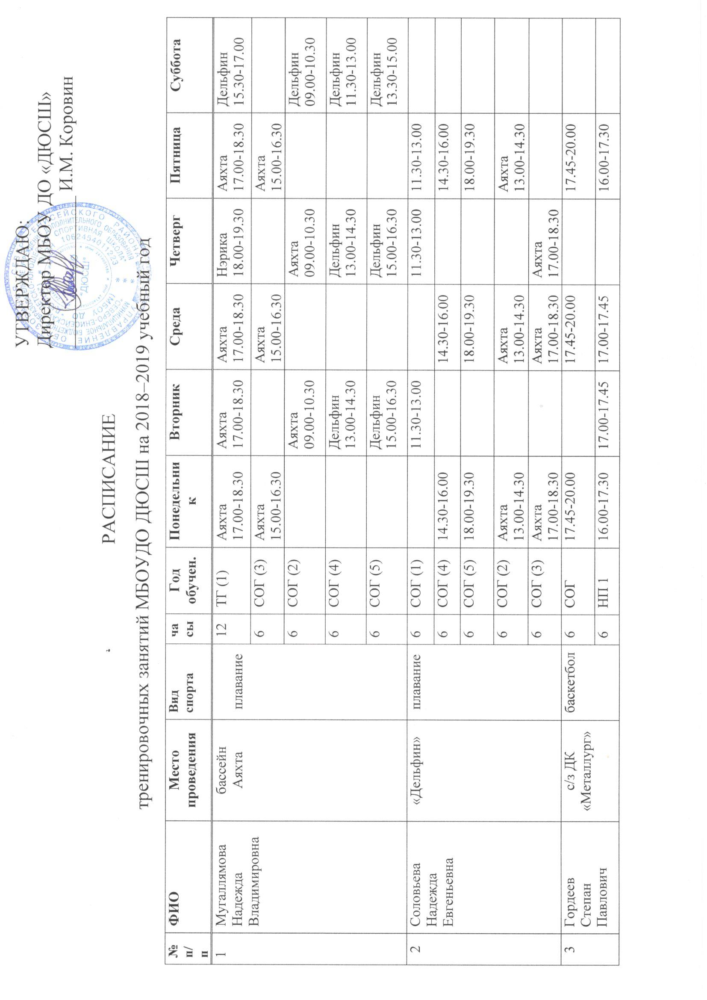 УТВЕРЖДАЮ:
Директор МБОУ ДО «ДЮСШ»
И.М. Коровин
РАСПИСАНИЕ
тренировочных занятий МБОУДО ДЮСШ на 2018–2019 учебный год
№ п/п ФИО Место проведения Вид спорта часы Год обучен. Понедельник Вторник Среда Четверг Пятница Суббота
1 Мугаллямова Надежда Владимировна бассейн Аяхта плавание 12 ТГ (1) Аяхта 17.00-18.30 Аяхта 17.00-18.30 Аяхта 17.00-18.30 Нэрика 18.00-19.30 Аяхта 17.00-18.30 Дельфин 15.30-17.00
6 СОГ (3) Аяхта 15.00-16.30 Аяхта 15.00-16.30 Аяхта 15.00-16.30
6 СОГ (2) Аяхта 09.00-10.30 Аяхта 09.00-10.30 Дельфин 09.00-10.30
6 СОГ (4) Дельфин 13.00-14.30 Дельфин 13.00-14.30 Дельфин 11.30-13.00
6 СОГ (5) Дельфин 15.00-16.30 Дельфин 15.00-16.30 Дельфин 13.30-15.00
2 Соловьева Надежда Евгеньевна «Дельфин» плавание 6 СОГ (1) 11.30-13.00 11.30-13.00 11.30-13.00
6 СОГ (4) 14.30-16.00 14.30-16.00 14.30-16.00
6 СОГ (5) 18.00-19.30 18.00-19.30 18.00-19.30
6 СОГ (2) Аяхта 13.00-14.30 Аяхта 13.00-14.30 Аяхта 13.00-14.30
6 СОГ (3) Аяхта 17.00-18.30 Аяхта 17.00-18.30 Аяхта 17.00-18.30
3 Гордеев Степан Павлович с/з ДК «Металлург» баскетбол 6 СОГ 17.45-20.00 17.45-20.00 17.45-20.00
6 НП 1 16.00-17.30 17.00-17.45 17.00-17.45 16.00-17.30
1062454011223
"ДЮСШ"